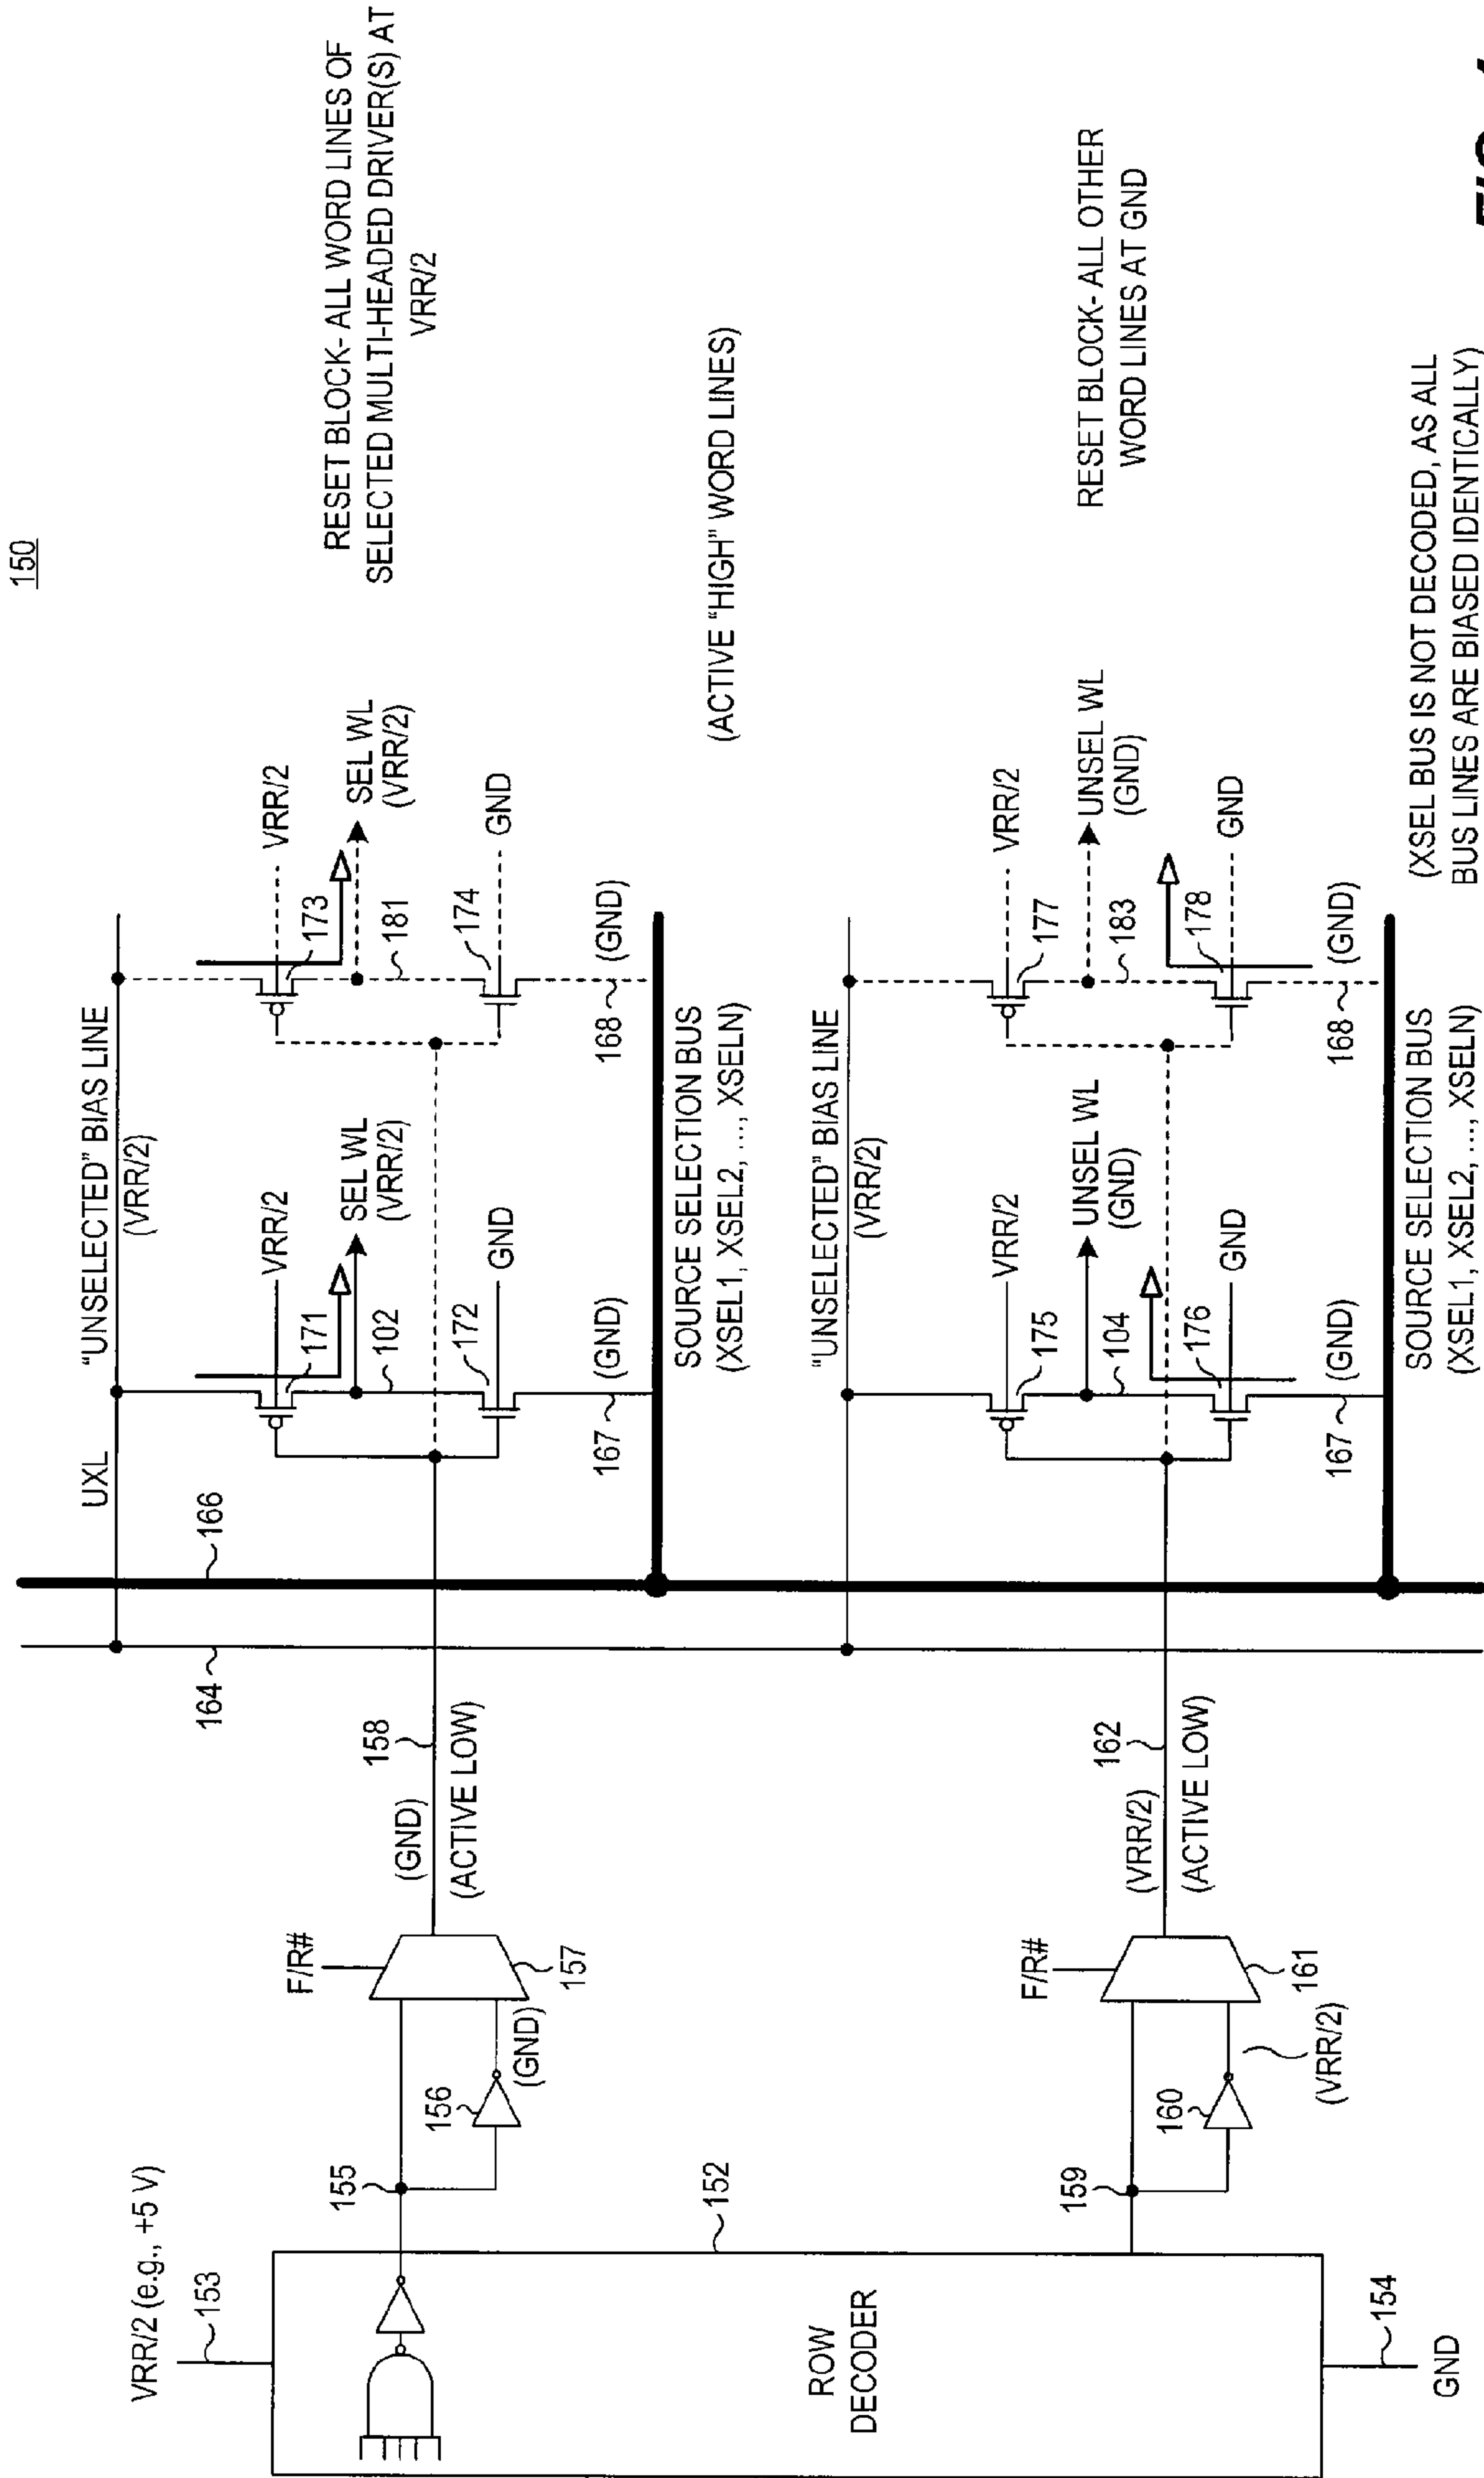 150
VRR/2 (e.g., +5 V)
153
152
ROW
DECODER
154
GND
155
156
(GND)
F/R#
157
(GND)
158
(ACTIVE LOW)
159
160
(VRR/2)
F/R#
161
(VRR/2)
162
(ACTIVE LOW)
164
166
UXL
"UNSELECTED" BIAS LINE
(VRR/2)
VRR/2
171
SEL WL
(VRR/2)
102
172
GND
167
(GND)
VRR/2
173
SEL WL
(VRR/2)
181
174
GND
168
(GND)
SOURCE SELECTION BUS
(XSEL1, XSEL2, ..., XSELN)
RESET BLOCK- ALL WORD LINES OF
SELECTED MULTI-HEADED DRIVER(S) AT
VRR/2
(ACTIVE "HIGH" WORD LINES)
"UNSELECTED" BIAS LINE
(VRR/2)
VRR/2
175
UNSEL WL
(GND)
104
176
GND
167
(GND)
VRR/2
177
UNSEL WL
(GND)
183
178
GND
168
(GND)
SOURCE SELECTION BUS
(XSEL1, XSEL2, ..., XSELN)
RESET BLOCK- ALL OTHER
WORD LINES AT GND
(XSEL BUS IS NOT DECODED, AS ALL
BUS LINES ARE BIASED IDENTICALLY)